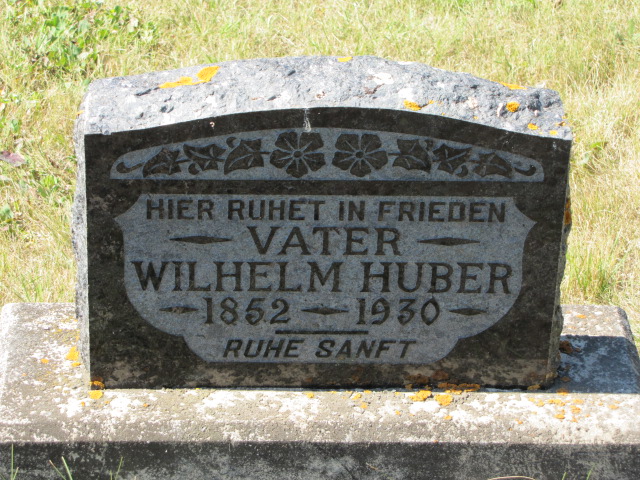 HIER RUHET IN FRIEDEN
VATER
WILHELM HUBER
1852 — 1930
RUHE SANFT